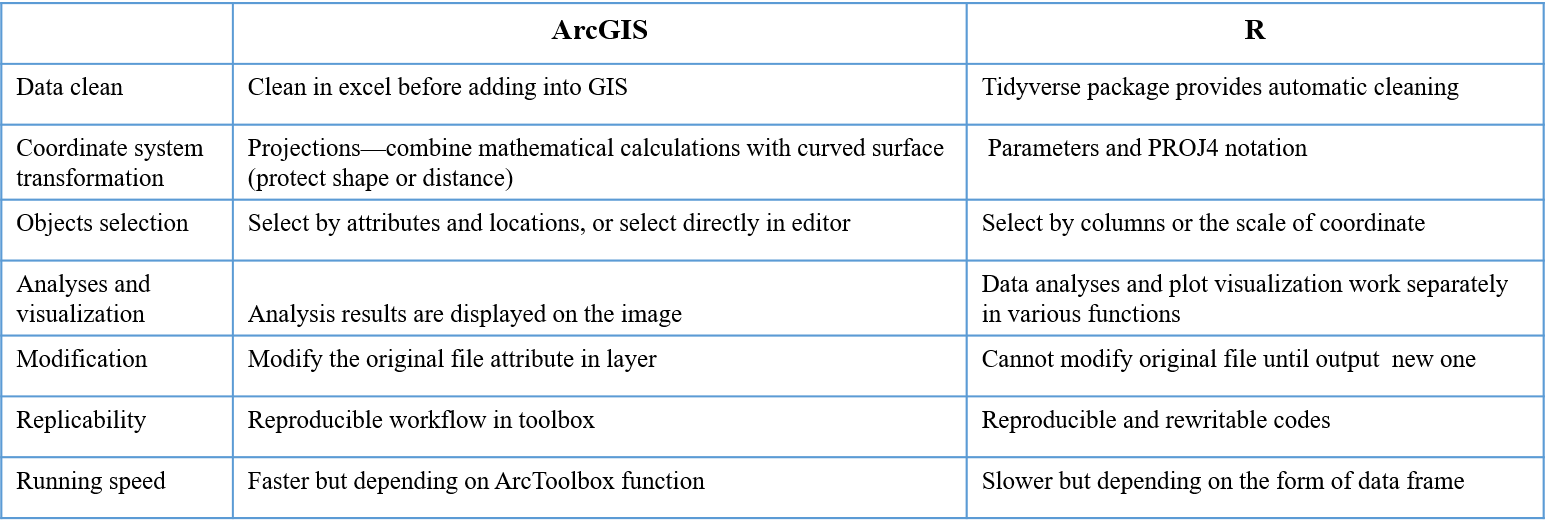 ArcGIS R
Data clean Clean in excel before adding into GIS Tidyverse package provides automatic cleaning
Coordinate system transformation Projections—combine mathematical calculations with curved surface (protect shape or distance) Parameters and PROJ4 notation
Objects selection Select by attributes and locations, or select directly in editor Select by columns or the scale of coordinate
Analyses and visualization Analysis results are displayed on the image Data analyses and plot visualization work separately in various functions
Modification Modify the original file attribute in layer Cannot modify original file until output  new one
Replicability Reproducible workflow in toolbox Reproducible and rewritable codes
Running speed Faster but depending on ArcToolbox function Slower but depending on the form of data frame